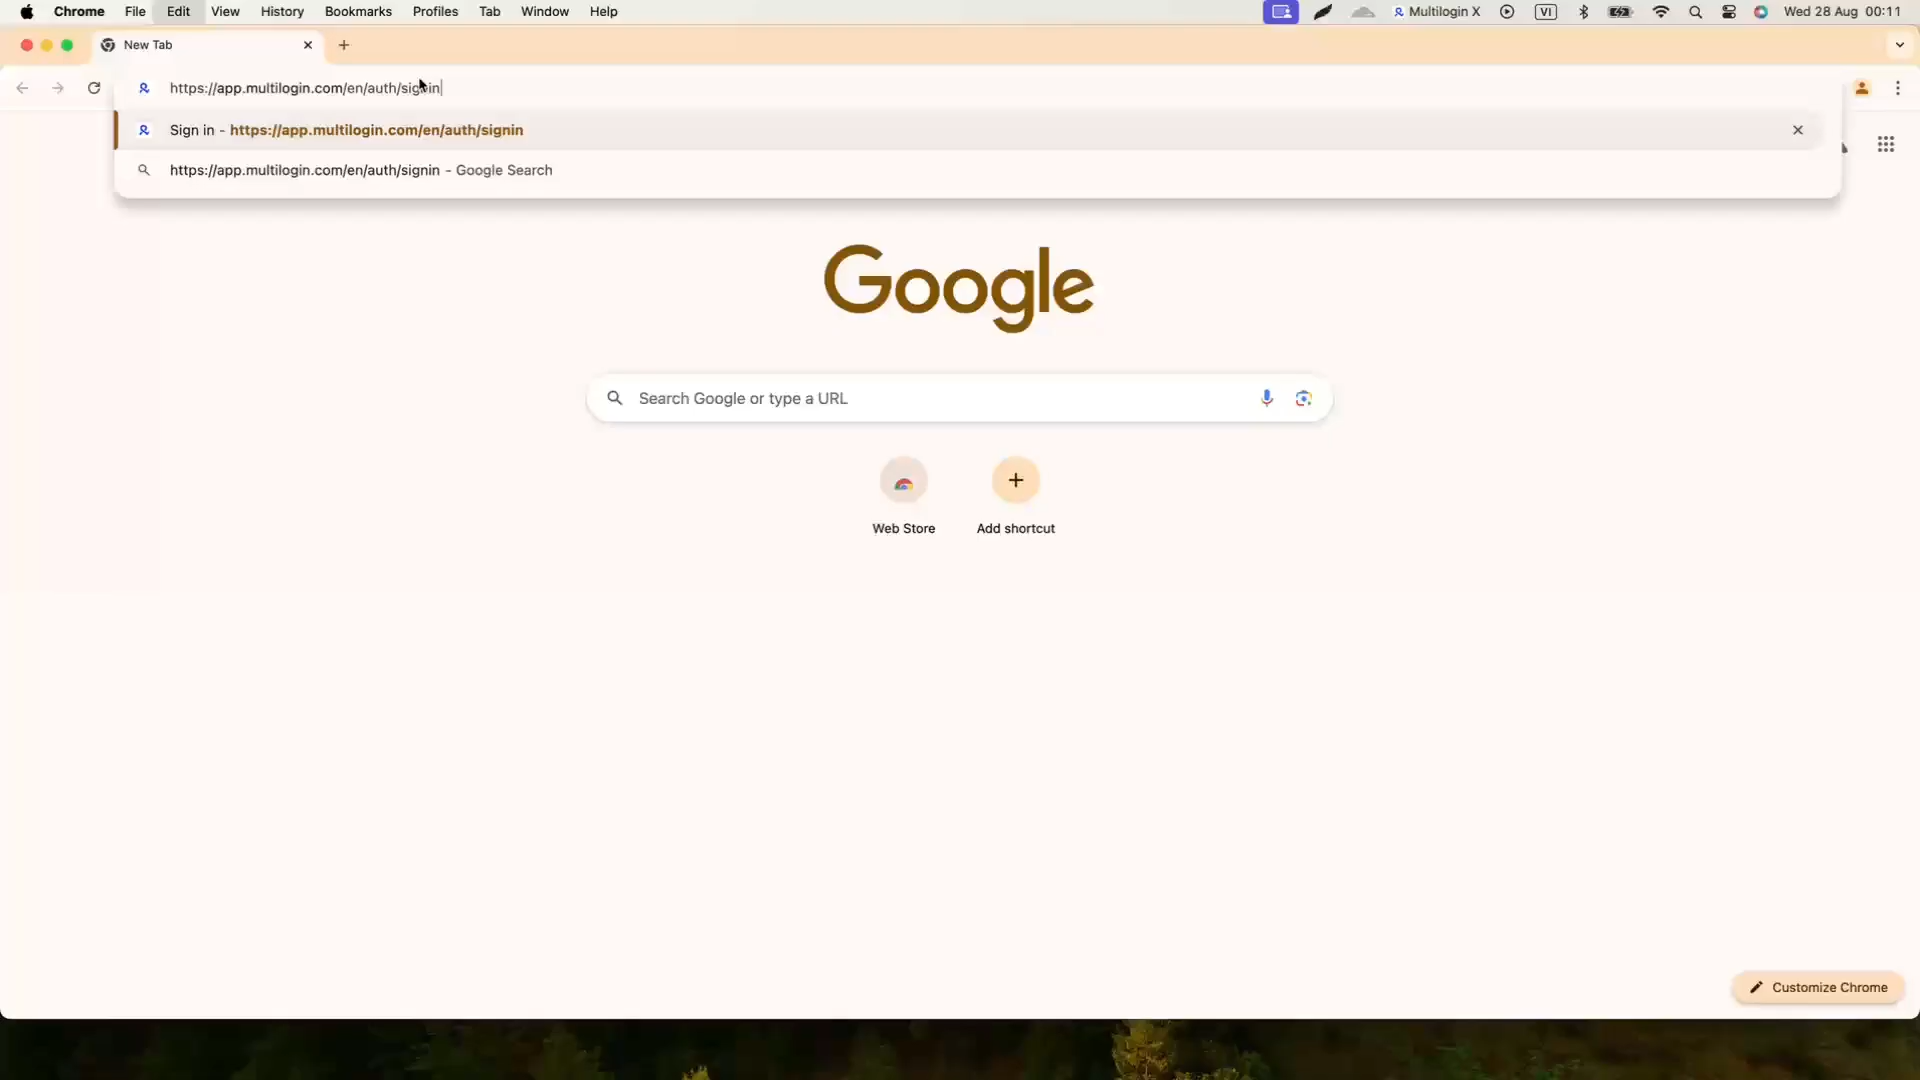 Chrome File Edit View History Bookmarks Profiles Tab Window Help Multilogin X VI Wed 28 Aug 00:11
New Tab
https://app.multilogin.com/en/auth/signin
Sign in - https://app.multilogin.com/en/auth/signin
https://app.multilogin.com/en/auth/signin - Google Search
Google
Search Google or type a URL
Web Store Add shortcut
Customize Chrome